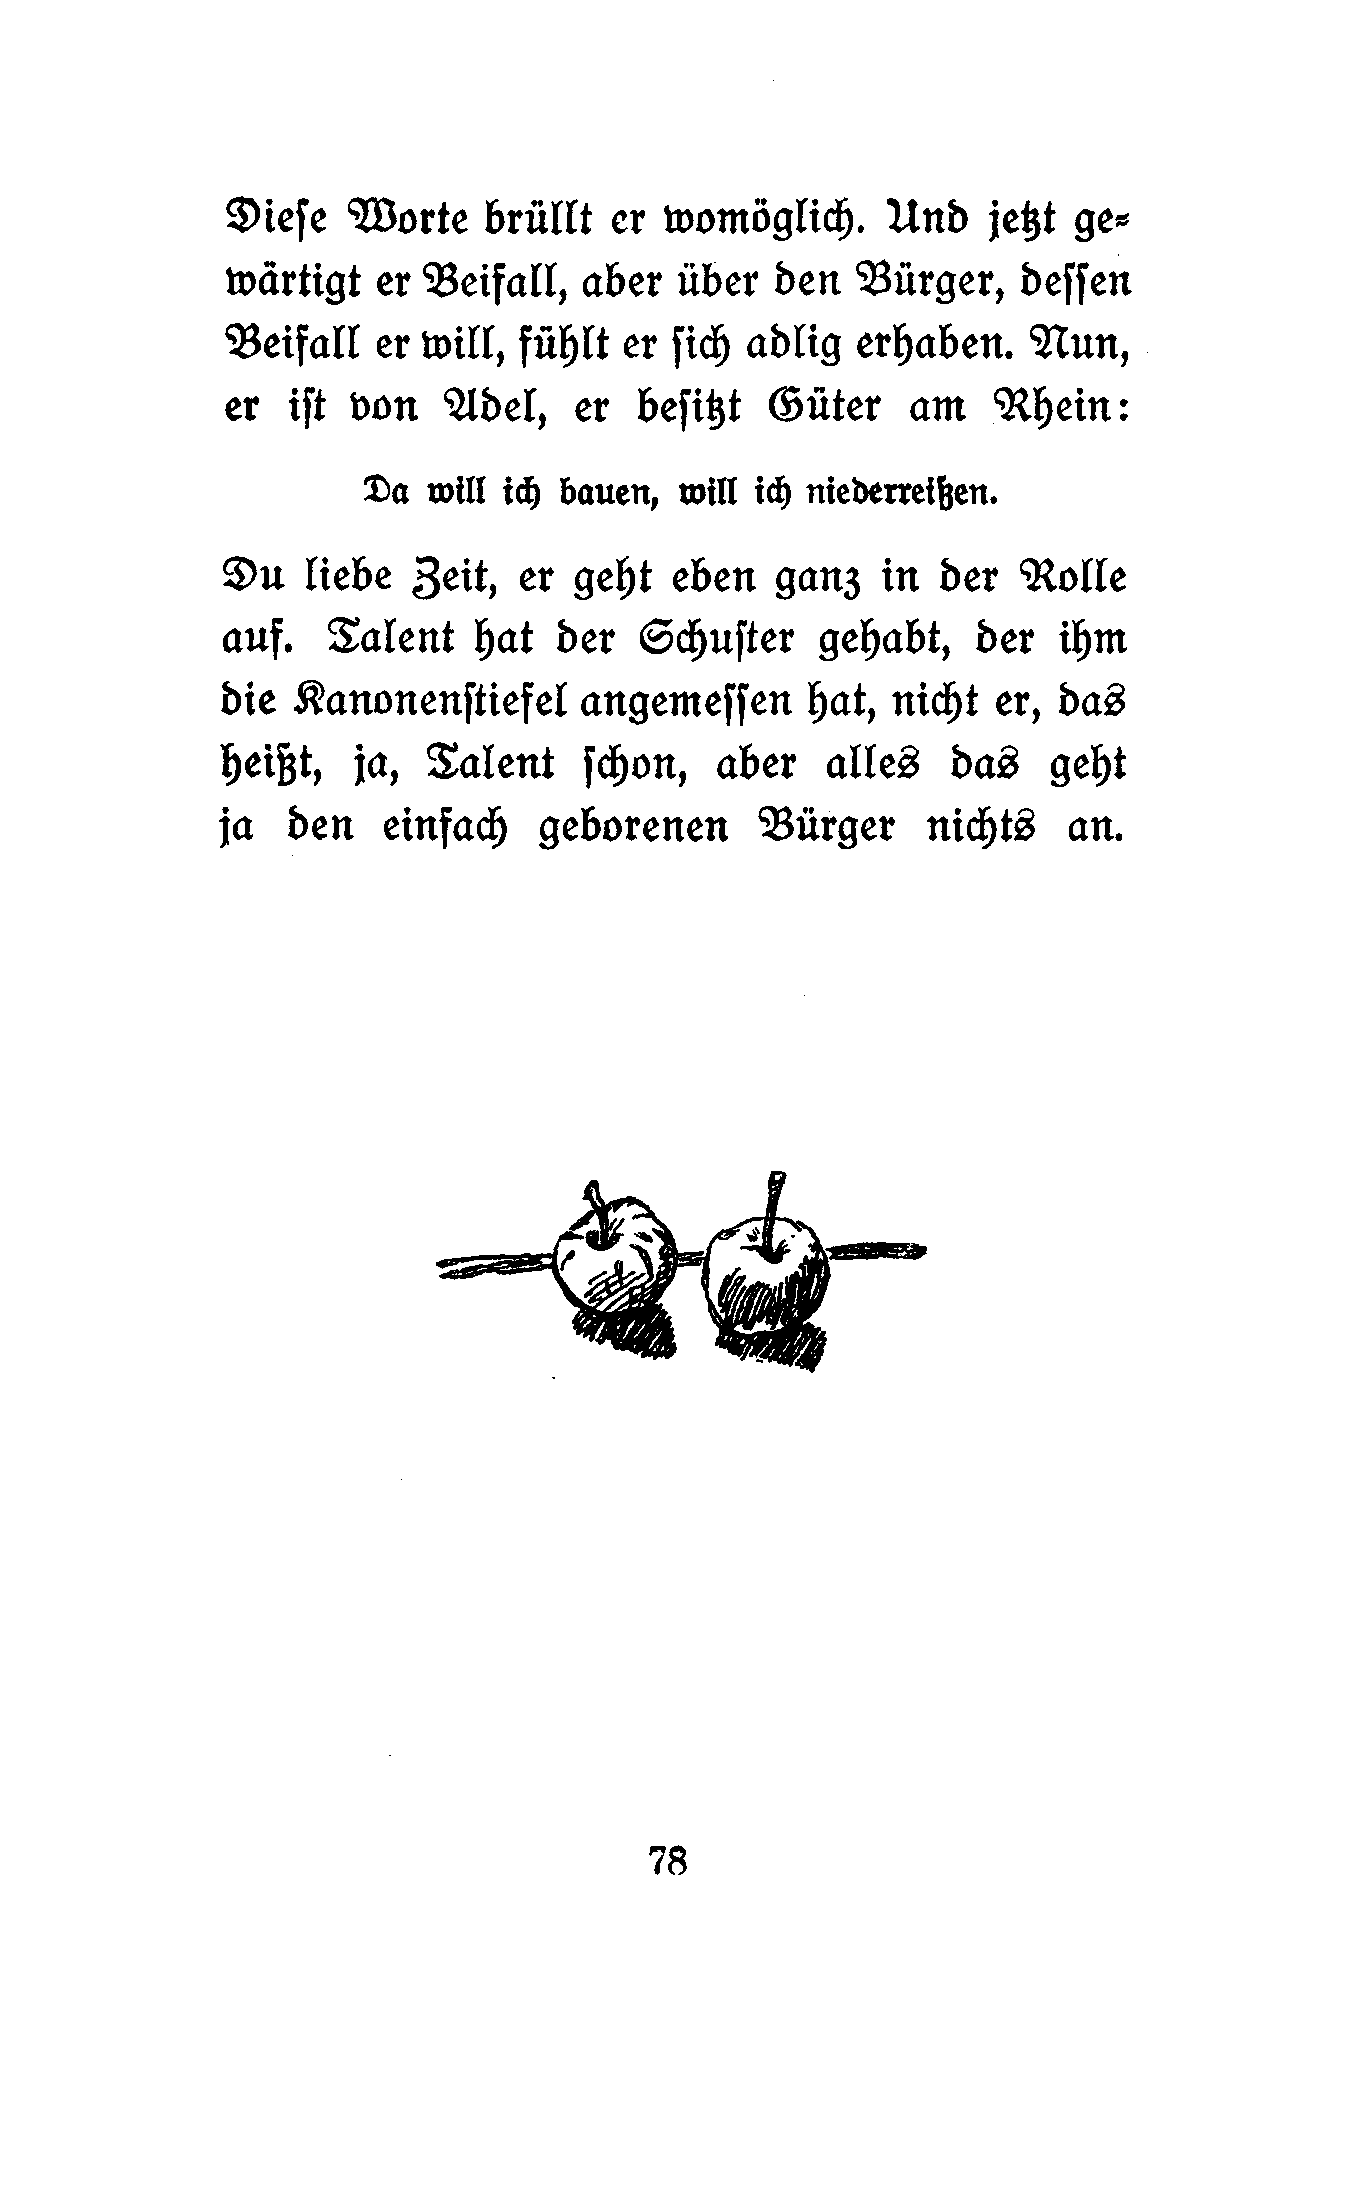 Dieſe Worte brüllt er womöglich. Und jetzt ge-
wärtigt er Beifall, aber über den Bürger, deſſen
Beifall er will, fühlt er ſich adlig erhaben. Nun,
er iſt von Adel, er beſitzt Güter am Rhein:
Da will ich bauen, will ich niederreißen.
Du liebe Zeit, er geht eben ganz in der Rolle
auf. Talent hat der Schuſter gehabt, der ihm
die Kanonenſtiefel angemeſſen hat, nicht er, das
heißt, ja, Talent ſchon, aber alles das geht
ja den einfach geborenen Bürger nichts an.
78